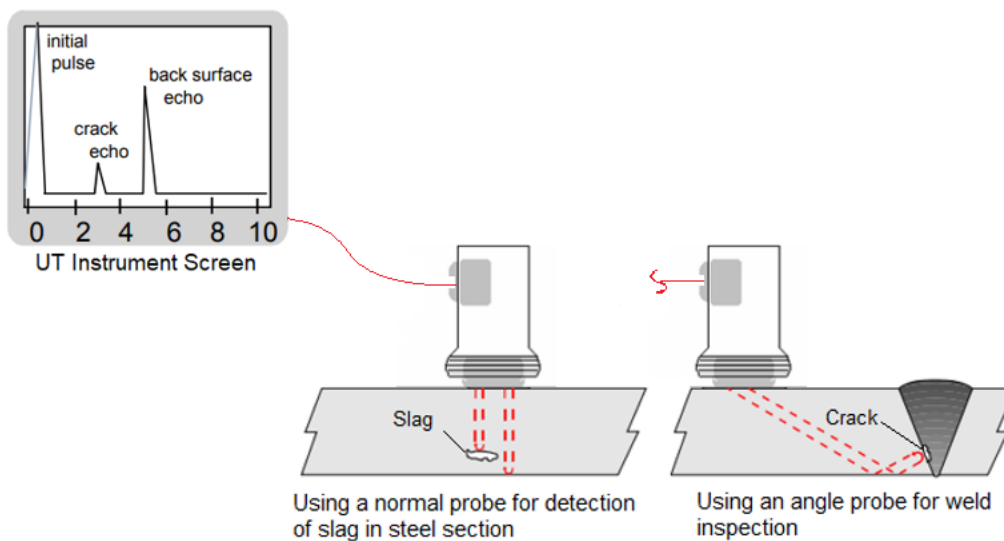 initial
pulse
back surface
echo
crack
echo
0 2 4 6 8 10
UT Instrument Screen
Slag
Crack
Using a normal probe for detection
of slag in steel section
Using an angle probe for weld
inspection